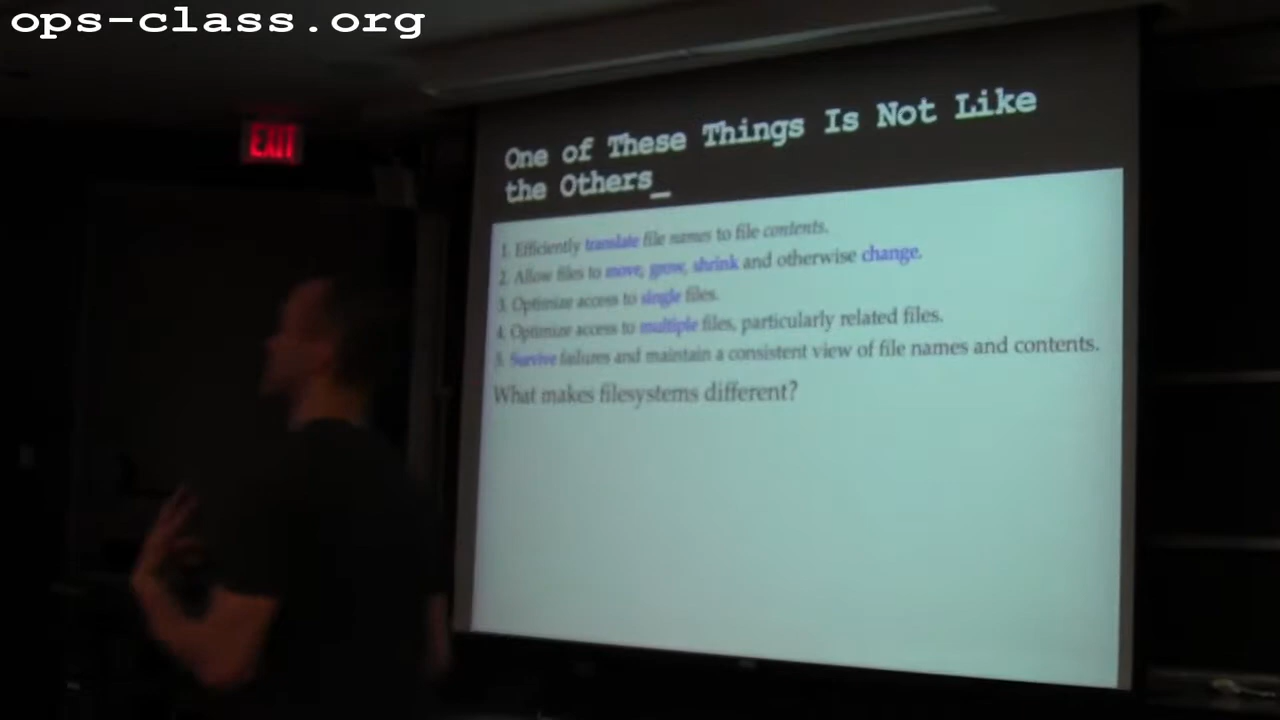 ops-class.org
EXIT
One of These Things Is Not Like
the Others_
1. Efficiently translate file names to file contents.
2. Allow files to move, grow, shrink and otherwise change.
3. Optimize access to single files.
4. Optimize access to multiple files, particularly related files.
5. Survive failures and maintain a consistent view of file names and contents.
What makes filesystems different?